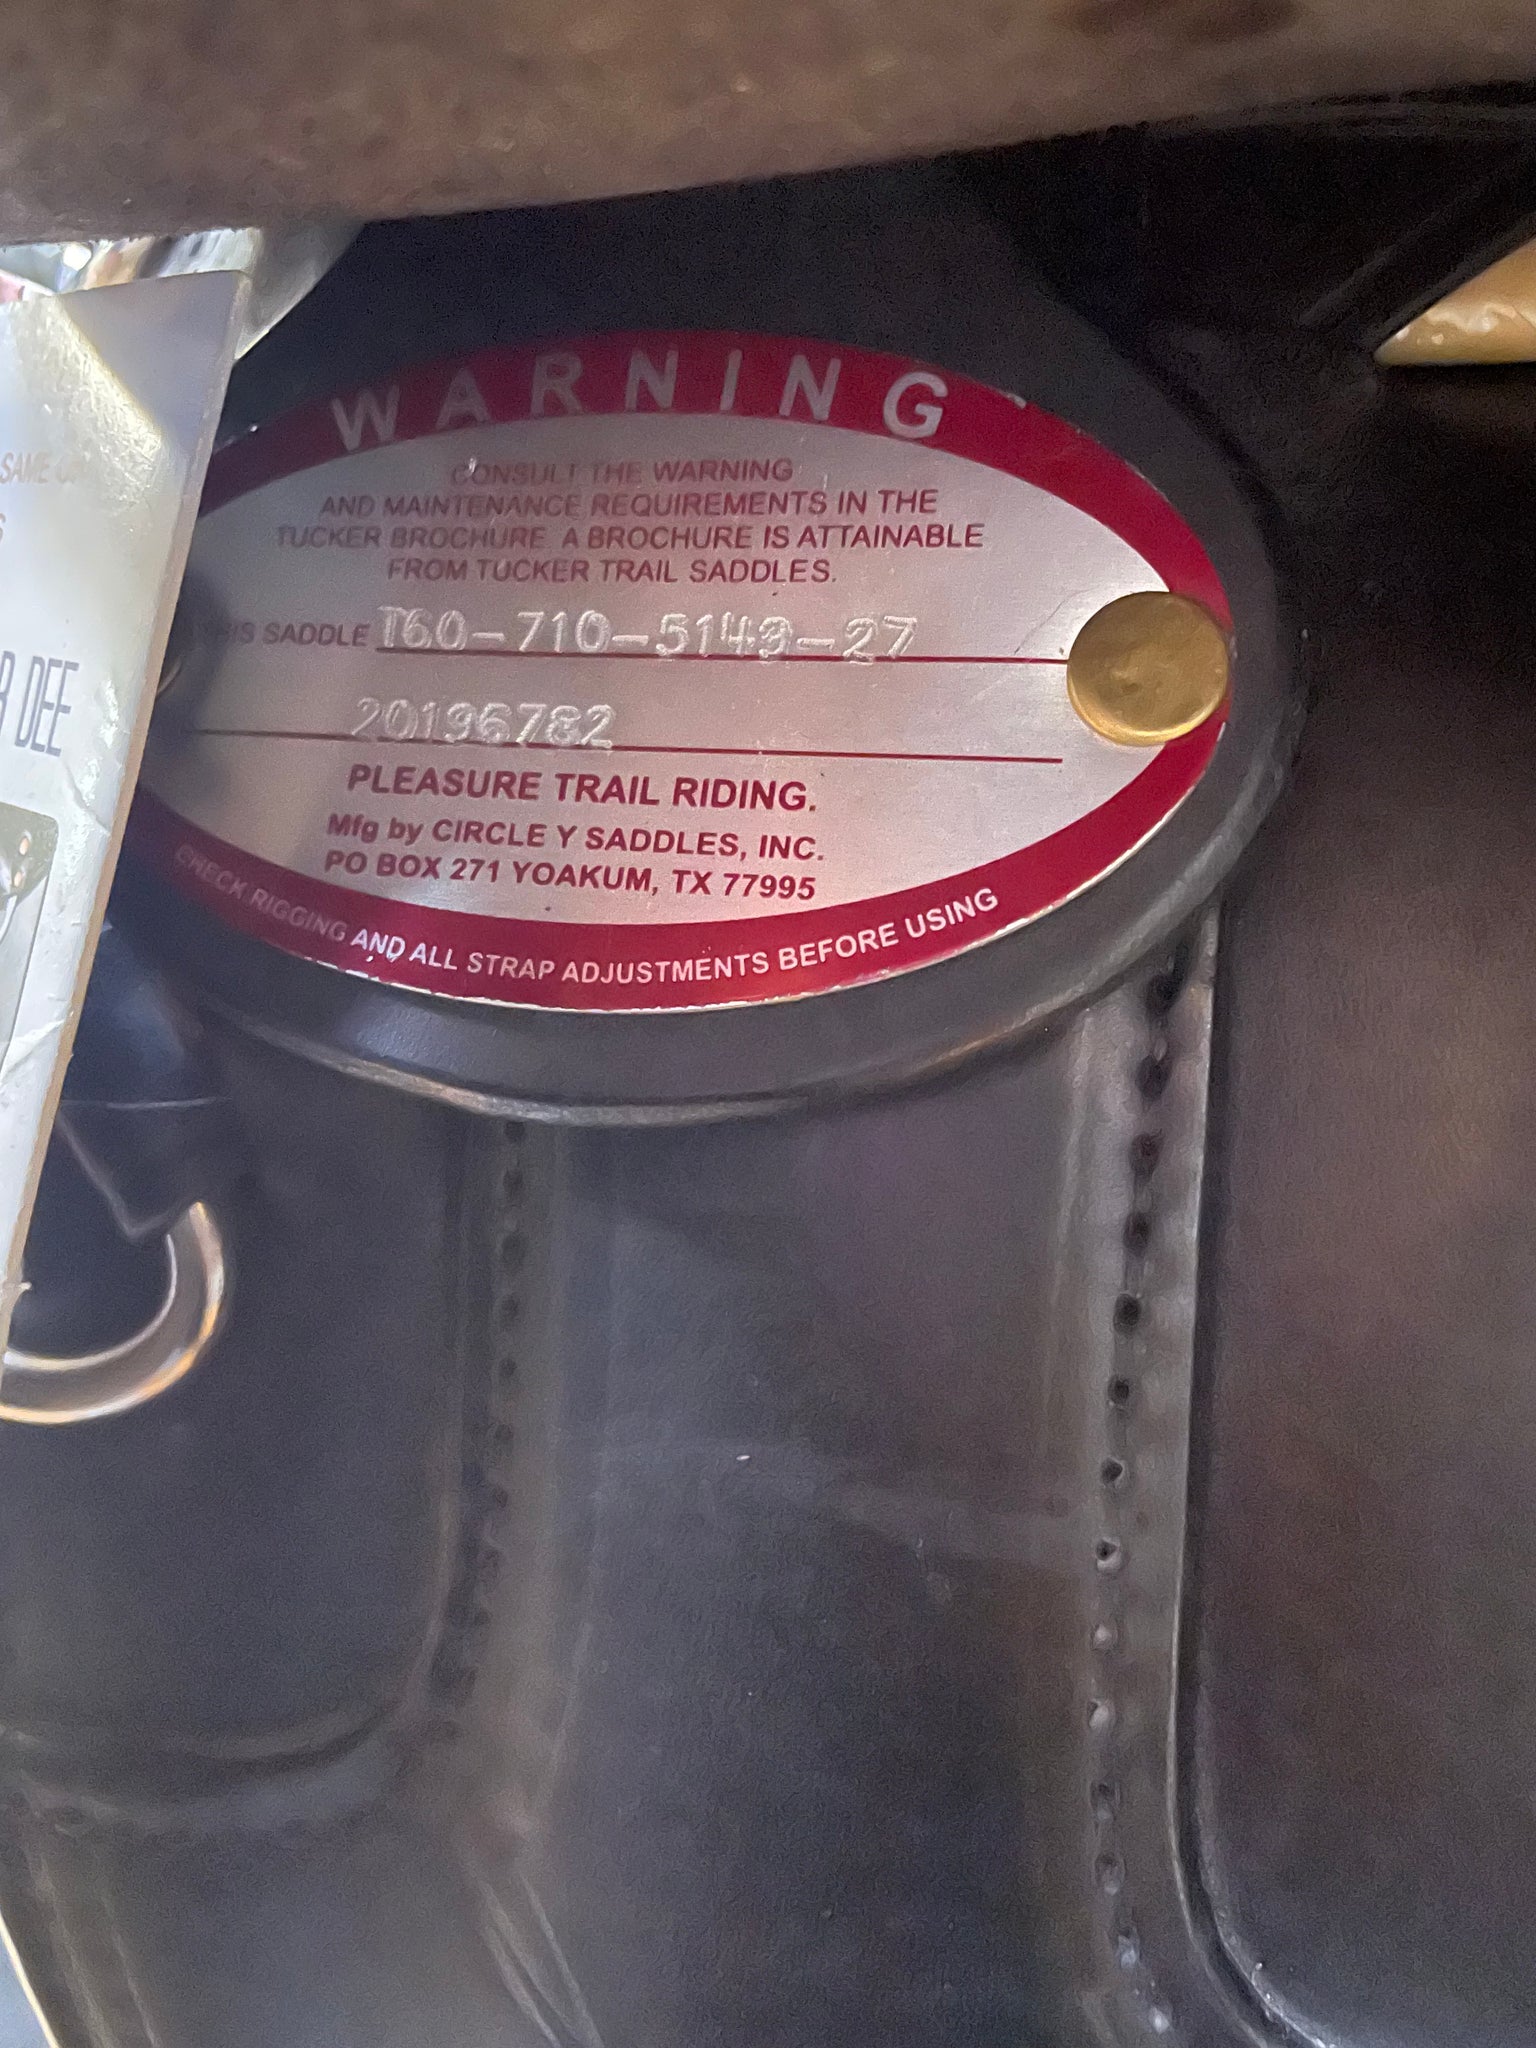 WARNING
CONSULT THE WARNING
AND MAINTENANCE REQUIREMENTS IN THE
TUCKER BROCHURE. A BROCHURE IS ATTAINABLE
FROM TUCKER TRAIL SADDLES.
IS SADDLE T60-710-5143-27
20196782
PLEASURE TRAIL RIDING.
Mfg by CIRCLE Y SADDLES, INC.
PO BOX 271 YOAKUM, TX 77995
CHECK RIGGING AND ALL STRAP ADJUSTMENTS BEFORE USING
SAME
DEE